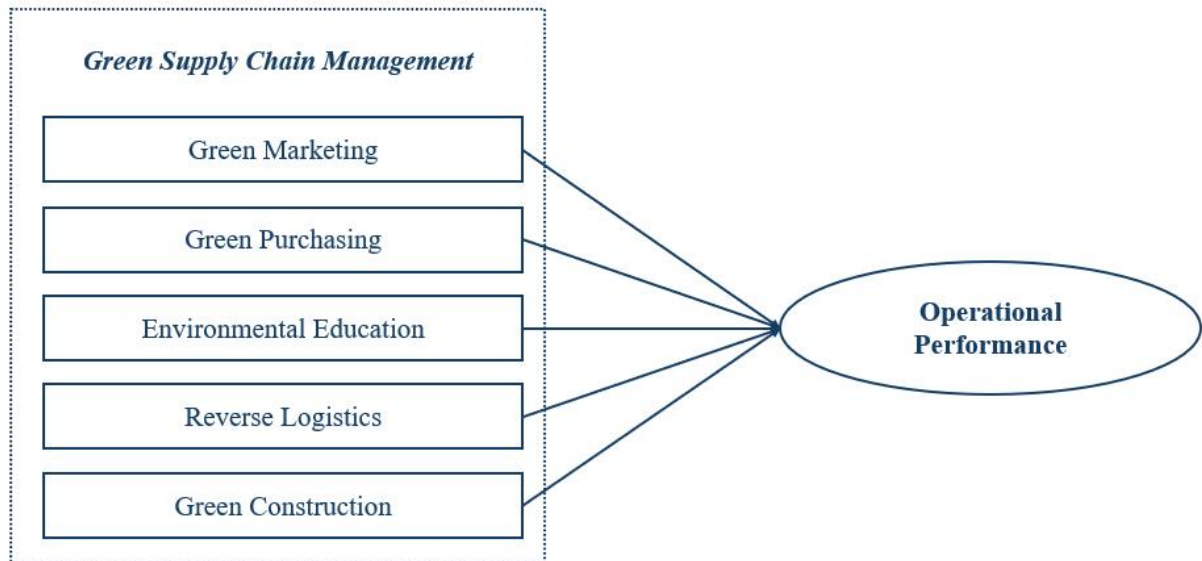 Green Supply Chain Management
Green Marketing
Green Purchasing
Environmental Education
Reverse Logistics
Green Construction
Operational
Performance